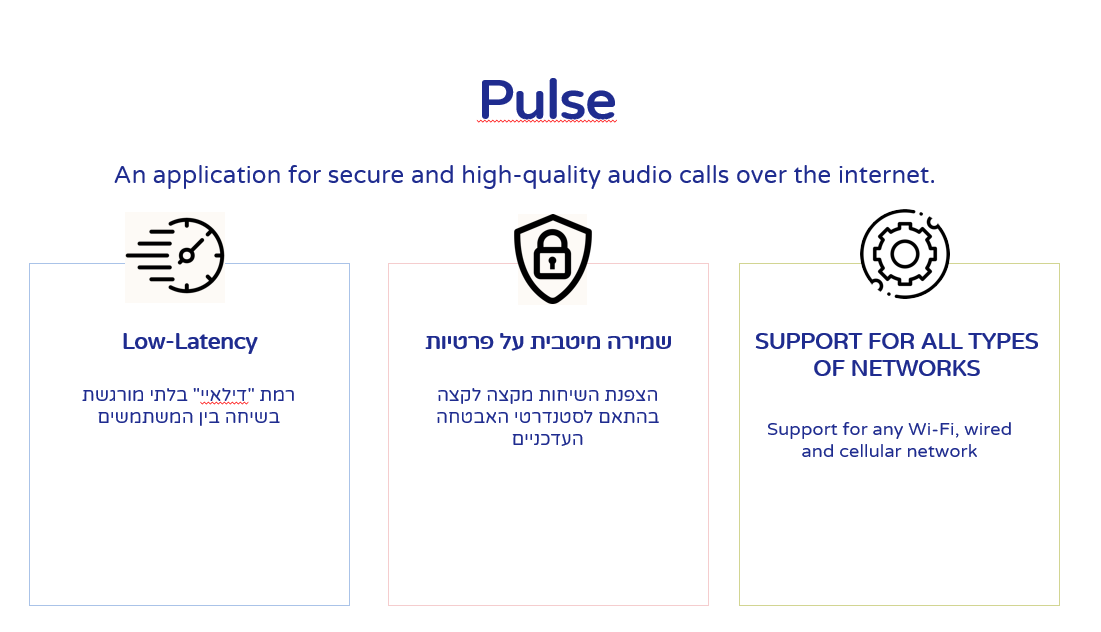 Pulse
An application for secure and high-quality audio calls over the internet.
Low-Latency
רמת "דילאיי" בלתי מורגשת
בשיחה בין המשתמשים
שמירה מיטבית על פרטיות
הצפנת השיחות מקצה לקצה
בהתאם לסטנדרטי האבטחה
העדכניים
SUPPORT FOR ALL TYPES
OF NETWORKS
Support for any Wi-Fi, wired
and cellular network